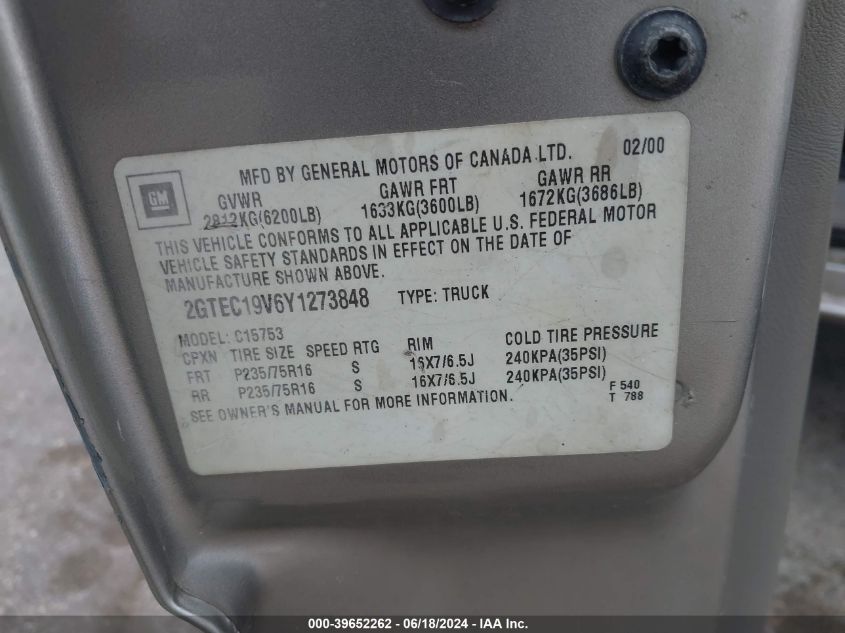 MFD BY GENERAL MOTORS OF CANADA LTD. 02/00
GM
GVWR GAWR FRT GAWR RR
2812KG(6200LB) 1633KG(3600LB) 1672KG(3686LB)
THIS VEHICLE CONFORMS TO ALL APPLICABLE U.S. FEDERAL MOTOR
VEHICLE SAFETY STANDARDS IN EFFECT ON THE DATE OF
MANUFACTURE SHOWN ABOVE.
2GTEC19V6Y1273848 TYPE: TRUCK
MODEL: C15753
CPXN TIRE SIZE SPEED RTG RIM COLD TIRE PRESSURE
FRT P235/75R16 S 16X7/6.5J 240KPA(35PSI)
RR P235/75R16 S 16X7/6.5J 240KPA(35PSI)
SEE OWNER'S MANUAL FOR MORE INFORMATION.
F 540
T 788
000-39652262 - 06/18/2024 - IAA Inc.